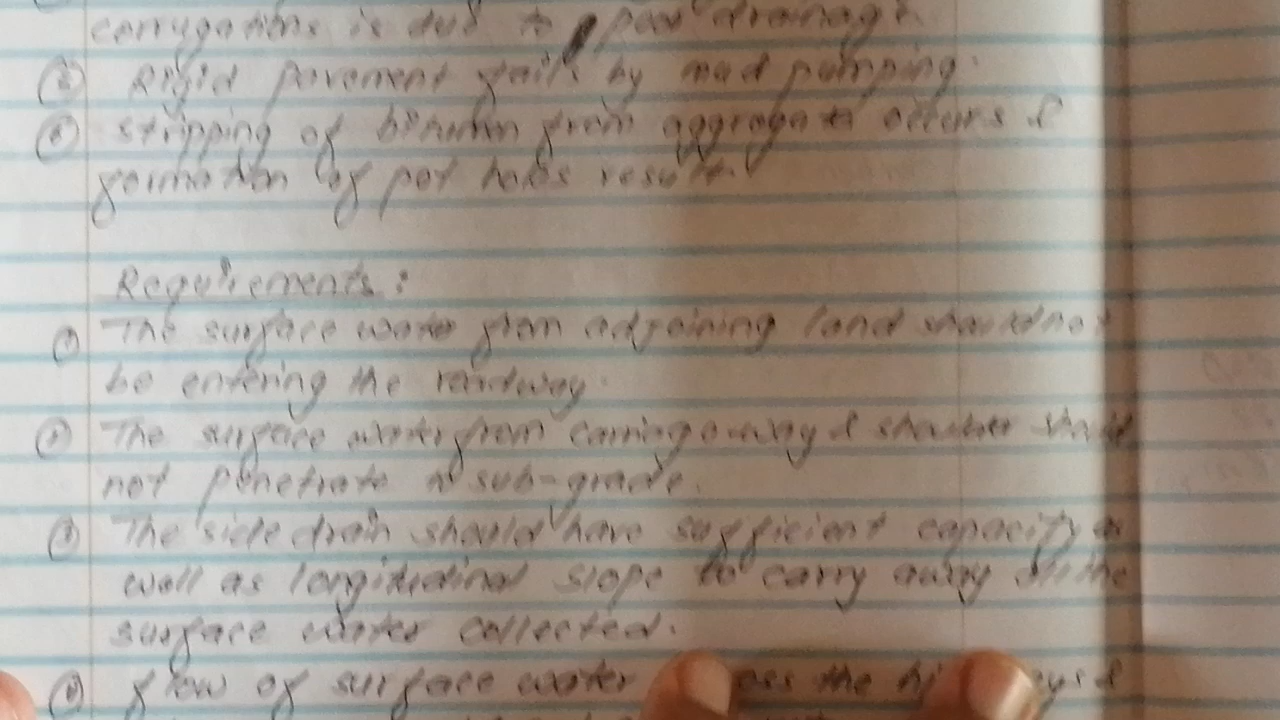 corrugations is due to poor drainage.
⑤ Rigid pavement fails by mud pumping.
⑥ stripping of bitumen from aggregate occurs &
formation of pot holes result.
Requirements:
① The surface water from adjoining land should not
be entering the roadway.
② The surface water from carriageway & shoulder should
not penetrate sub-grade.
③ The side drain should have sufficient capacity as
well as longitudinal slope to carry away all the
surface water collected.
④ flow of surface water the